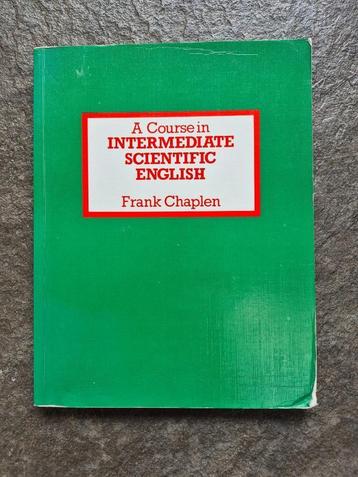 A Course in
INTERMEDIATE
SCIENTIFIC
ENGLISH
Frank Chaplen